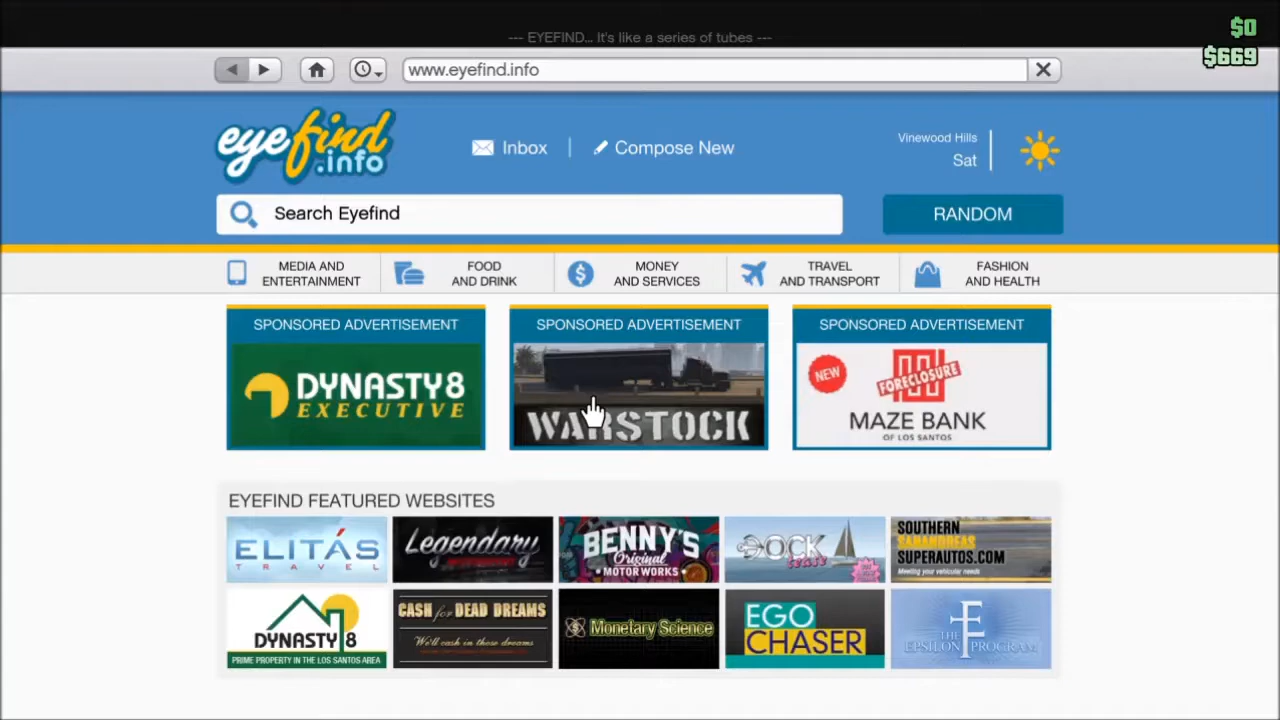 --- EYEFIND... It's like a series of tubes ---
$0
$669
www.eyefind.info
eyefind
.info
Inbox
Compose New
Vinewood Hills
Sat
Search Eyefind
RANDOM
MEDIA AND
ENTERTAINMENT
FOOD
AND DRINK
MONEY
AND SERVICES
TRAVEL
AND TRANSPORT
FASHION
AND HEALTH
SPONSORED ADVERTISEMENT
DYNASTY 8
EXECUTIVE
SPONSORED ADVERTISEMENT
WARSTOCK
SPONSORED ADVERTISEMENT
NEW
FORECLOSURE
MAZE BANK
OF LOS SANTOS
EYEFIND FEATURED WEBSITES
ELITÁS
TRAVEL
Legendary
BENNY'S
Original
MOTOR WORKS
DOCK
tease
SOUTHERN
SANANDREAS
SUPERAUTOS.COM
Meeting your vehicular needs
DYNASTY 8
PRIME PROPERTY IN THE LOS SANTOS AREA
CASH for DEAD DREAMS
We'll cash in those dreams
Monetary Science
EGO
CHASER
THE
EPSILON PROGRAM